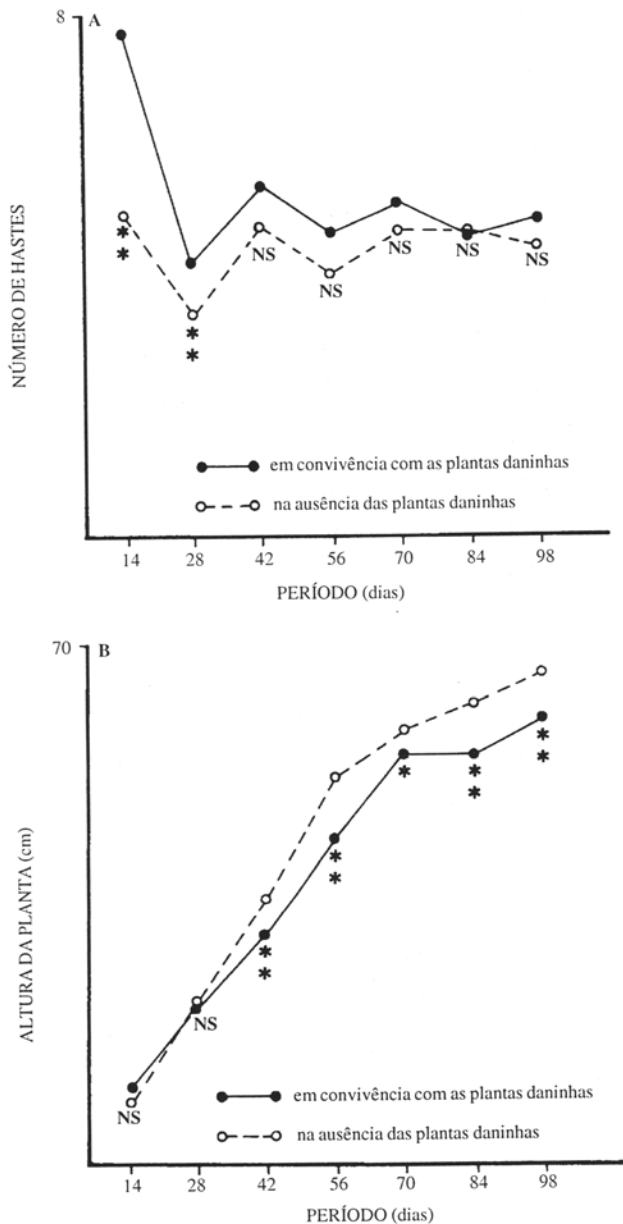 8 A
NÚMERO DE HASTES
** ** NS NS NS NS NS
em convivência com as plantas daninhas
na ausência das plantas daninhas
14 28 42 56 70 84 98
PERÍODO (dias)
70 B
ALTURA DA PLANTA (cm)
NS NS ** ** * ** **
em convivência com as plantas daninhas
na ausência das plantas daninhas
14 28 42 56 70 84 98
PERÍODO (dias)